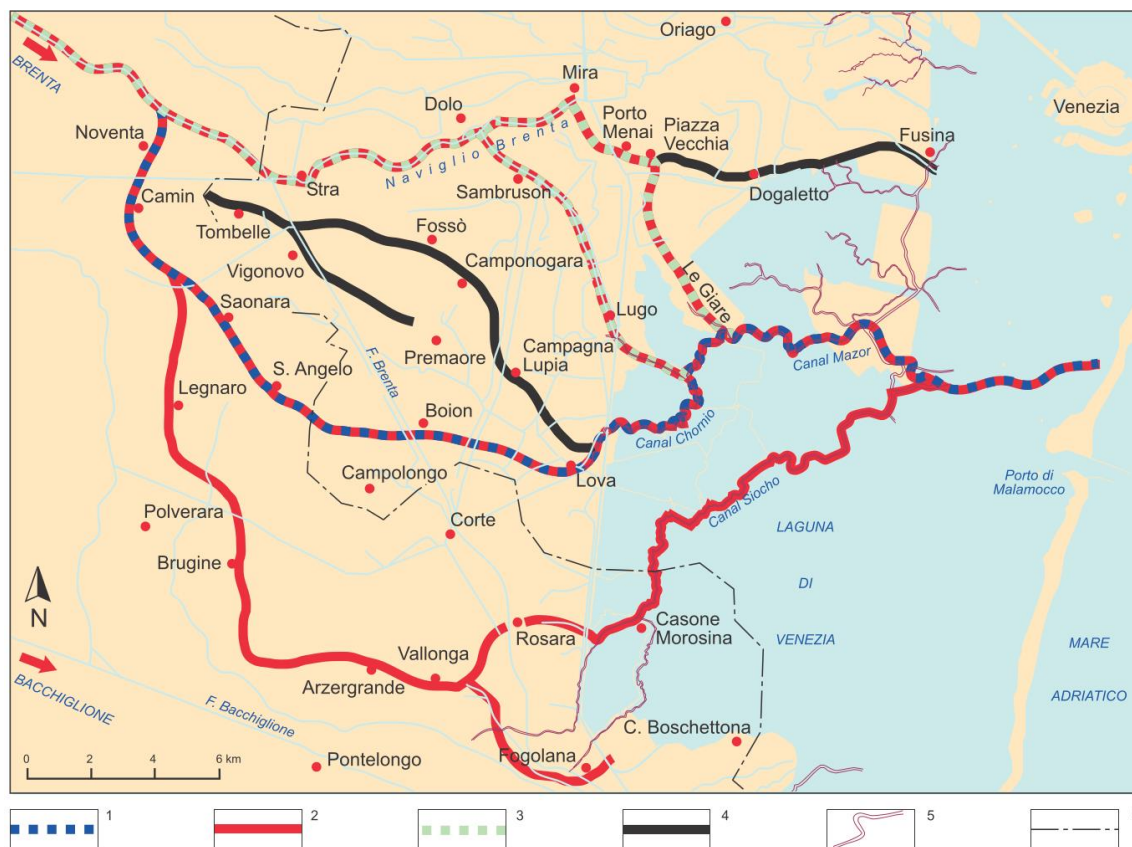 Oriago
BRENTA
Mira
Venezia
Noventa
Dolo
Porto
Menai
Piazza
Vecchia
Fusina
Naviglio Brenta
Stra
Sambruson
Dogaletto
Camin
Tombelle
Fossò
Vigonovo
Camponogara
Le Giare
Saonara
Lugo
Premaore
Campagna
Lupia
Canal Mazor
F. Brenta
S. Angelo
Legnaro
Boion
Canal Chornio
Lova
Campolongo
Porto di
Malamocco
Canal Siocho
Polverara
Corte
LAGUNA
DI
VENEZIA
Brugine
N
Rosara
Casone
Morosina
MARE
ADRIATICO
Vallonga
Arzergrande
BACCHIGLIONE
F. Bacchiglione
C. Boschettona
Fogolana
Pontelongo
0 2 4 6 km
1 2 3 4 5